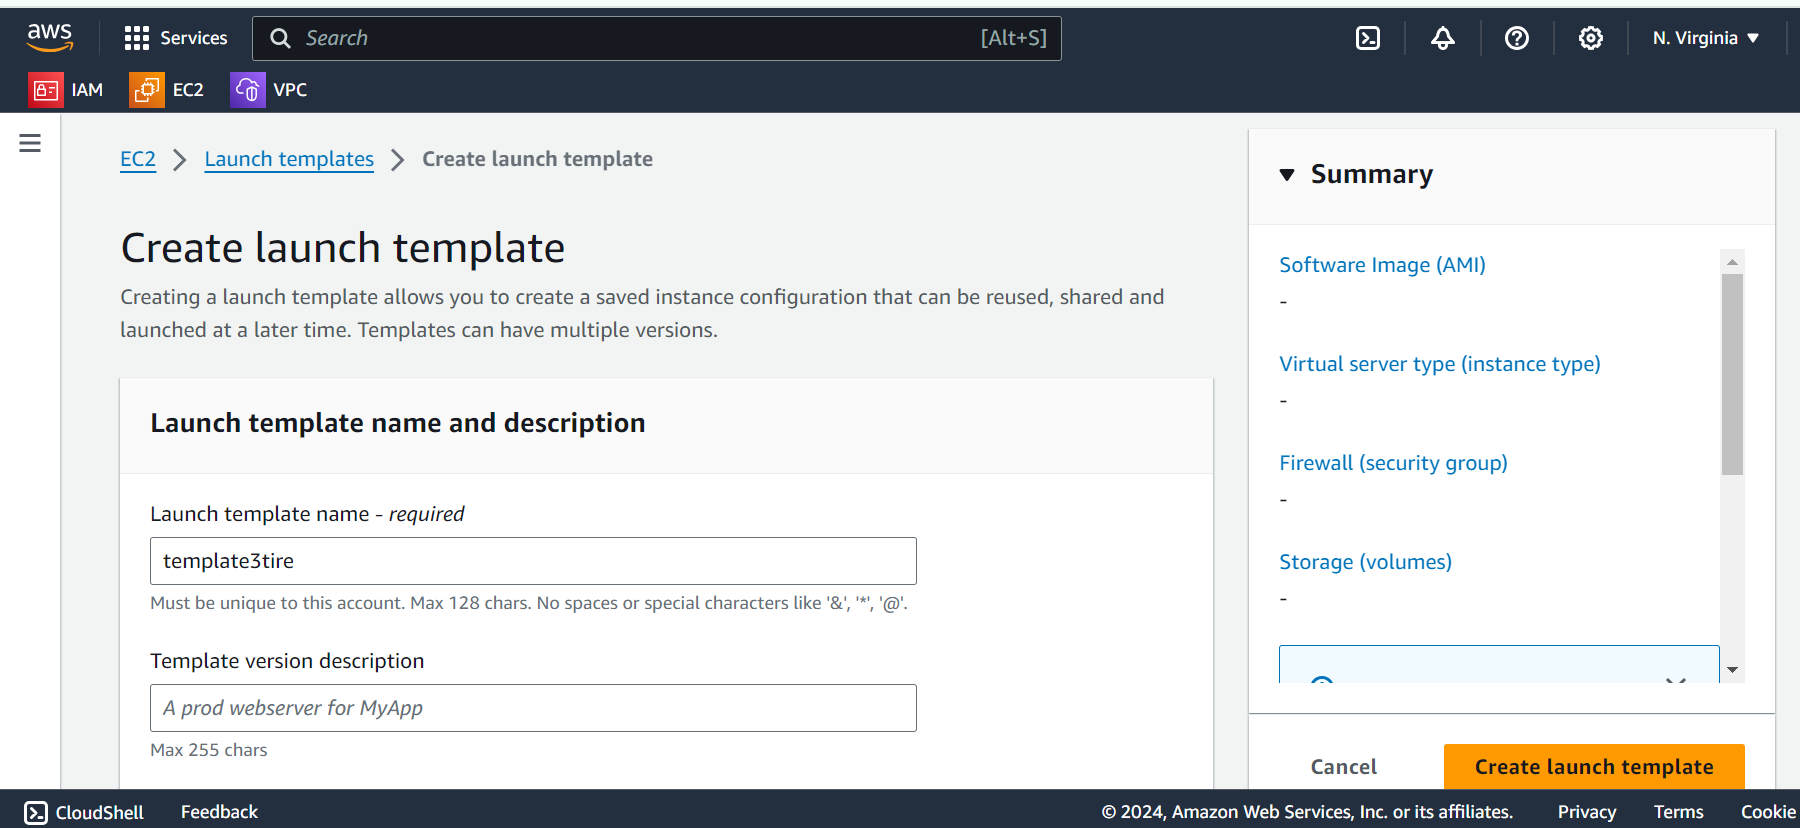 aws Services Search [Alt+S] N. Virginia
IAM EC2 VPC
EC2 Launch templates Create launch template
Create launch template
Creating a launch template allows you to create a saved instance configuration that can be reused, shared and
launched at a later time. Templates can have multiple versions.
Launch template name and description
Launch template name - required
template3tire
Must be unique to this account. Max 128 chars. No spaces or special characters like '&', '*', '@'.
Template version description
A prod webserver for MyApp
Max 255 chars
Summary
Software Image (AMI)
-
Virtual server type (instance type)
-
Firewall (security group)
-
Storage (volumes)
-
Cancel Create launch template
CloudShell Feedback © 2024, Amazon Web Services, Inc. or its affiliates. Privacy Terms Cookie